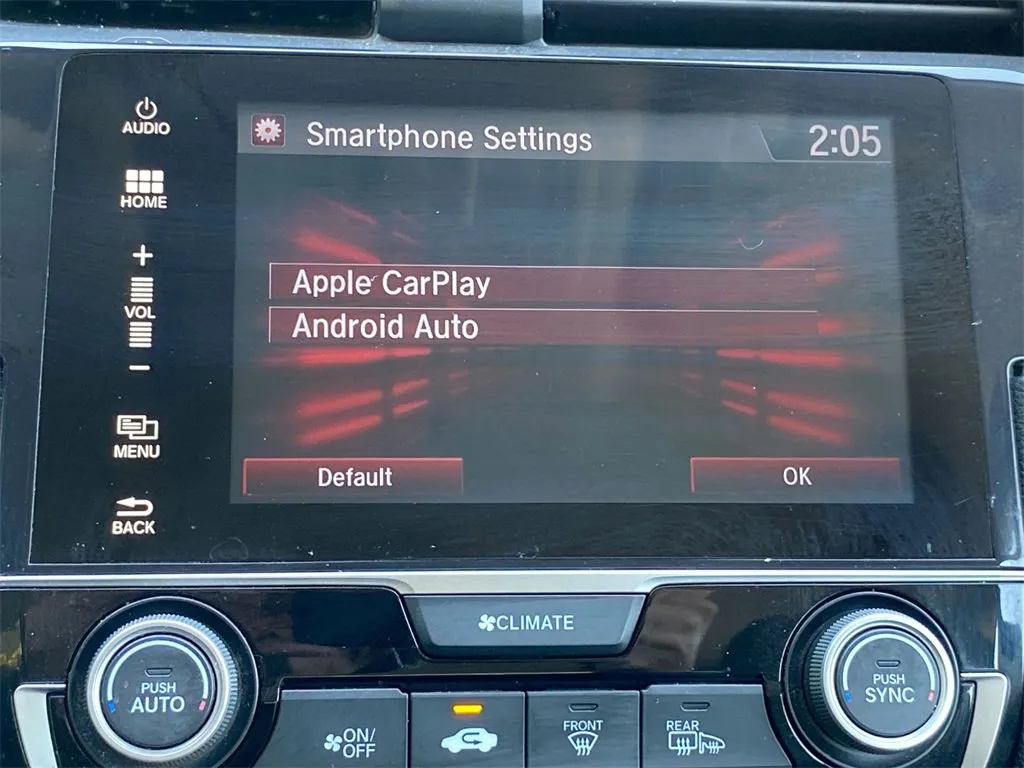 AUDIO
Smartphone Settings
2:05
HOME
+
VOL
−
Apple CarPlay
Android Auto
MENU
Default
OK
BACK
CLIMATE
PUSH
AUTO
PUSH
SYNC
ON/
OFF
FRONT
REAR